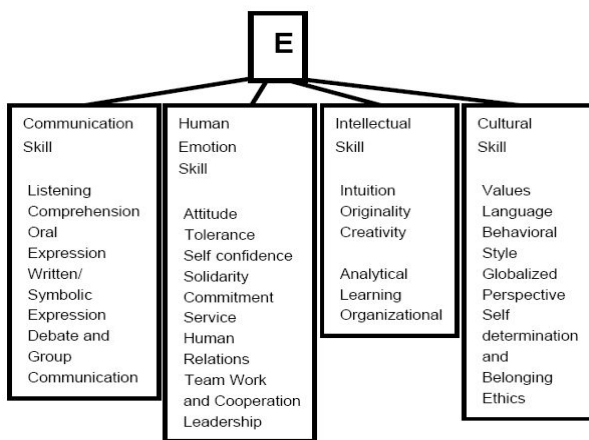 E
Communication
Skill
Listening
Comprehension
Oral
Expression
Written/
Symbolic
Expression
Debate and
Group
Communication
Human
Emotion
Skill
Attitude
Tolerance
Self confidence
Solidarity
Commitment
Service
Human
Relations
Team Work
and Cooperation
Leadership
Intellectual
Skill
Intuition
Originality
Creativity
Analytical
Learning
Organizational
Cultural
Skill
Values
Language
Behavioral
Style
Globalized
Perspective
Self
determination
and
Belonging
Ethics